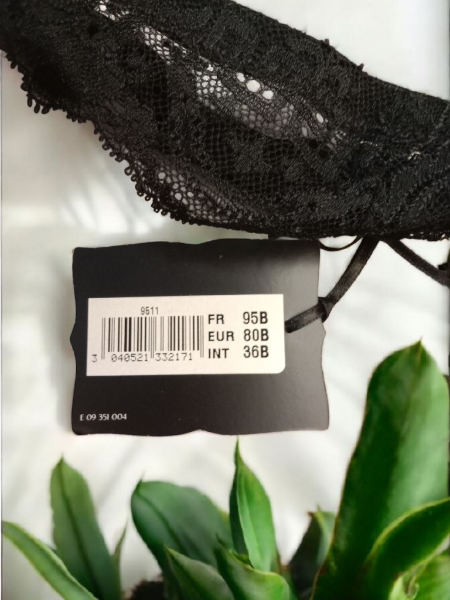 9511
FR 95B
EUR 80B
INT 36B
3 040521 332171
E 09 351 004